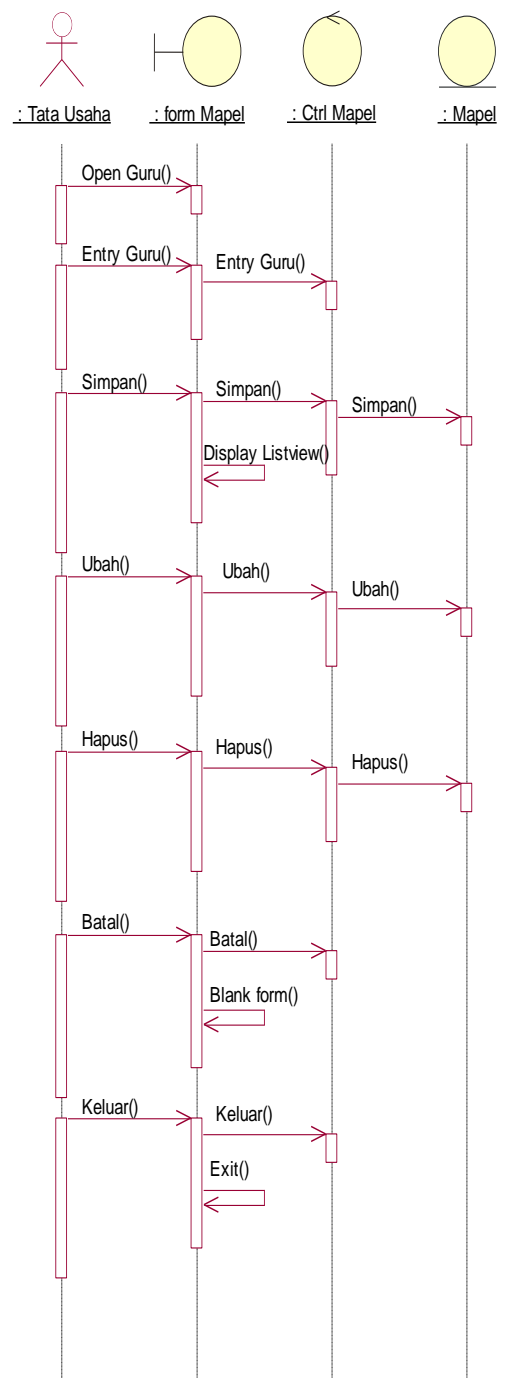 : Tata Usaha
: form Mapel
: Ctrl Mapel
: Mapel
Open Guru()
Entry Guru()
Entry Guru()
Simpan()
Simpan()
Simpan()
Display Listview()
Ubah()
Ubah()
Ubah()
Hapus()
Hapus()
Hapus()
Batal()
Batal()
Blank form()
Keluar()
Keluar()
Exit()